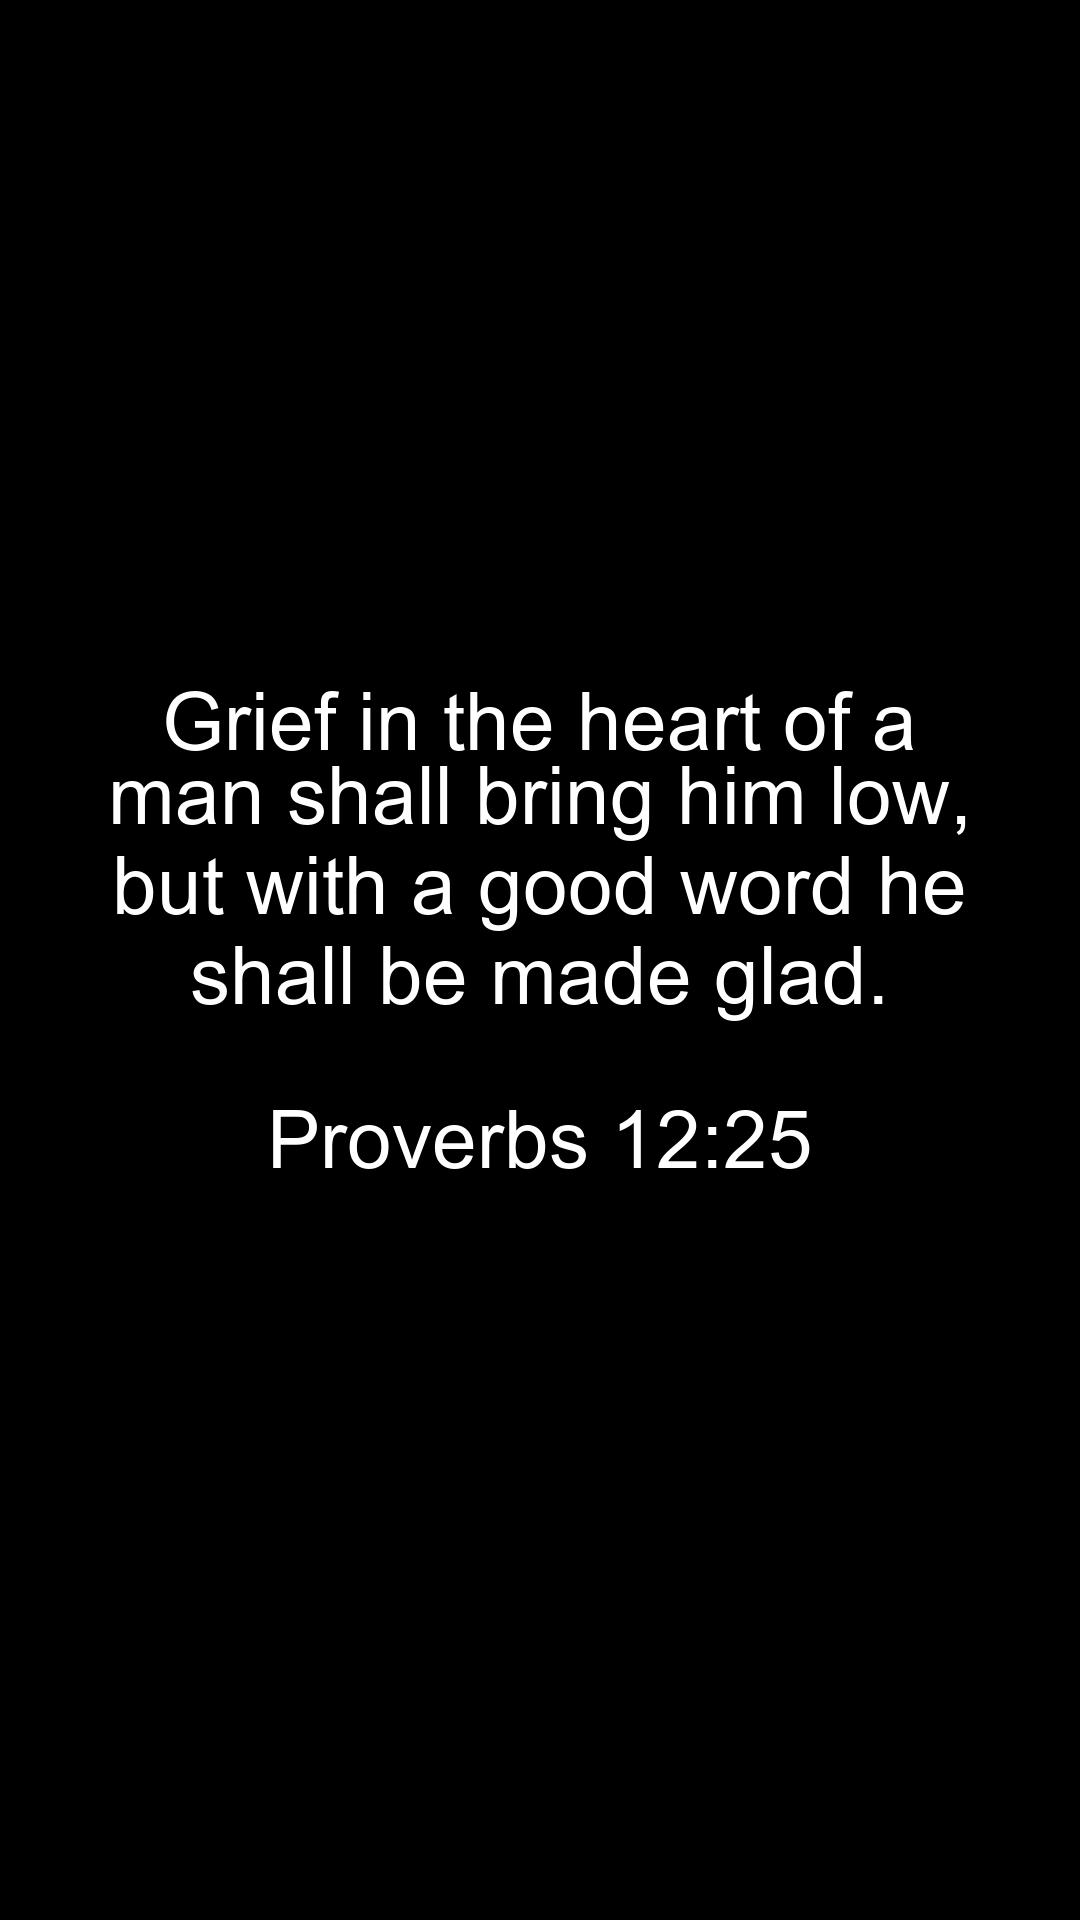 Grief in the heart of a
man shall bring him low,
but with a good word he
shall be made glad.
Proverbs 12:25